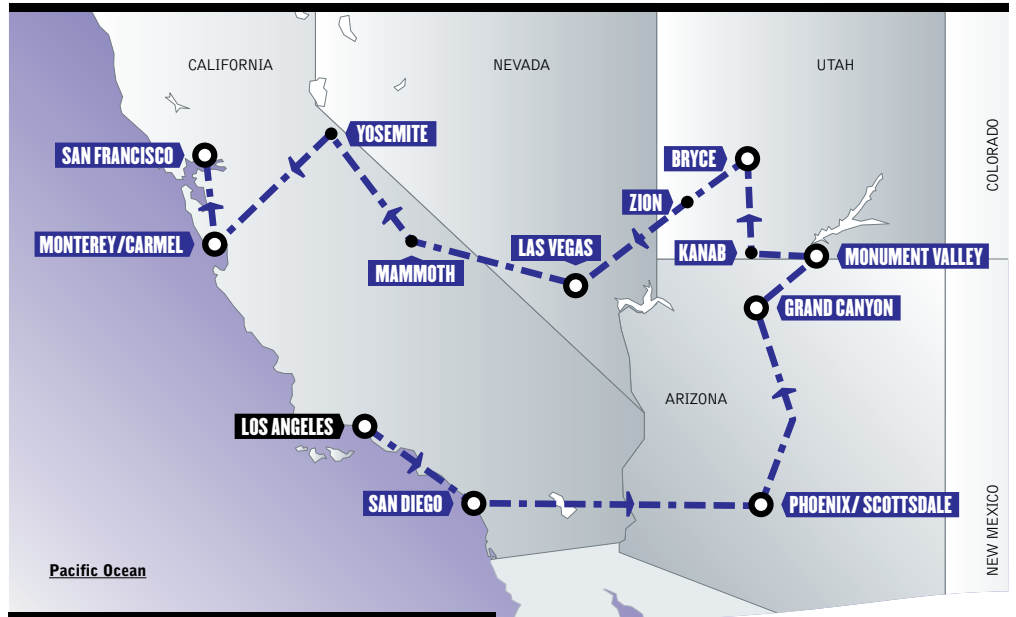 CALIFORNIA
NEVADA
UTAH
COLORADO
YOSEMITE
SAN FRANCISCO
BRYCE
ZION
MONTEREY/CARMEL
LAS VEGAS
KANAB
MONUMENT VALLEY
MAMMOTH
GRAND CANYON
ARIZONA
LOS ANGELES
SAN DIEGO
PHOENIX/ SCOTTSDALE
NEW MEXICO
Pacific Ocean